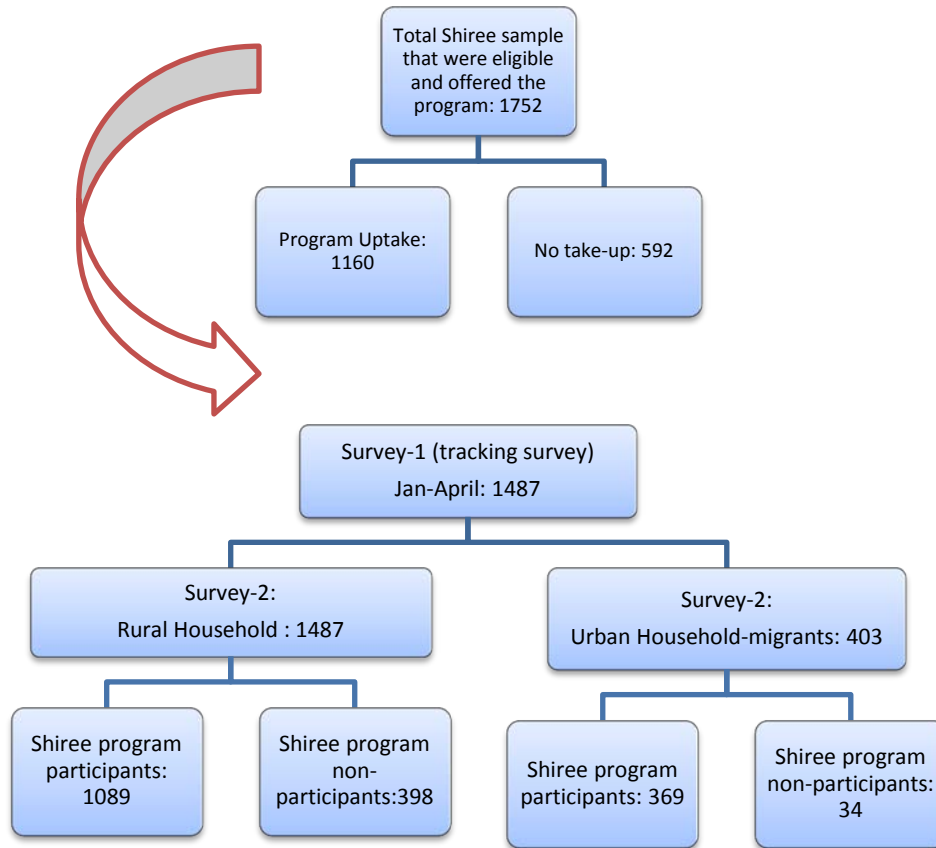 Total Shiree sample
that were eligible
and offered the
program: 1752
Program Uptake:
1160
No take-up: 592
Survey-1 (tracking survey)
Jan-April: 1487
Survey-2:
Rural Household : 1487
Survey-2:
Urban Household-migrants: 403
Shiree program
participants:
1089
Shiree program
non-
participants:398
Shiree program
participants: 369
Shiree program
non-participants:
34